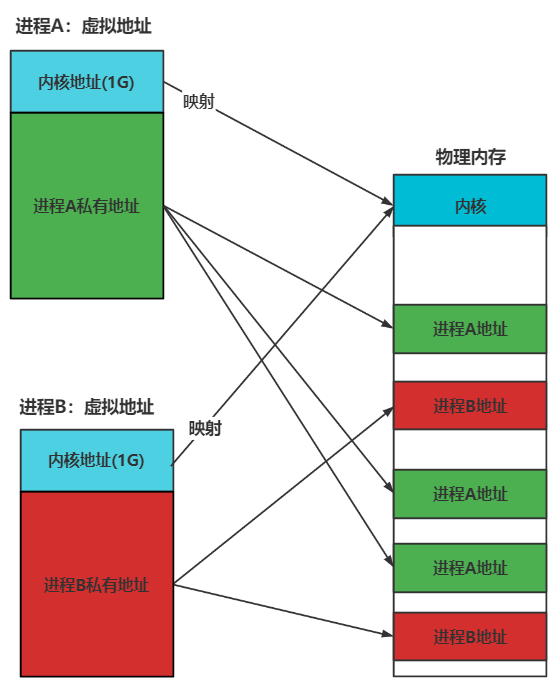 进程A：虚拟地址
内核地址(1G)
映射
进程A私有地址
物理内存
内核
进程A地址
进程B地址
进程B：虚拟地址
映射
内核地址(1G)
进程A地址
进程B私有地址
进程A地址
进程B地址